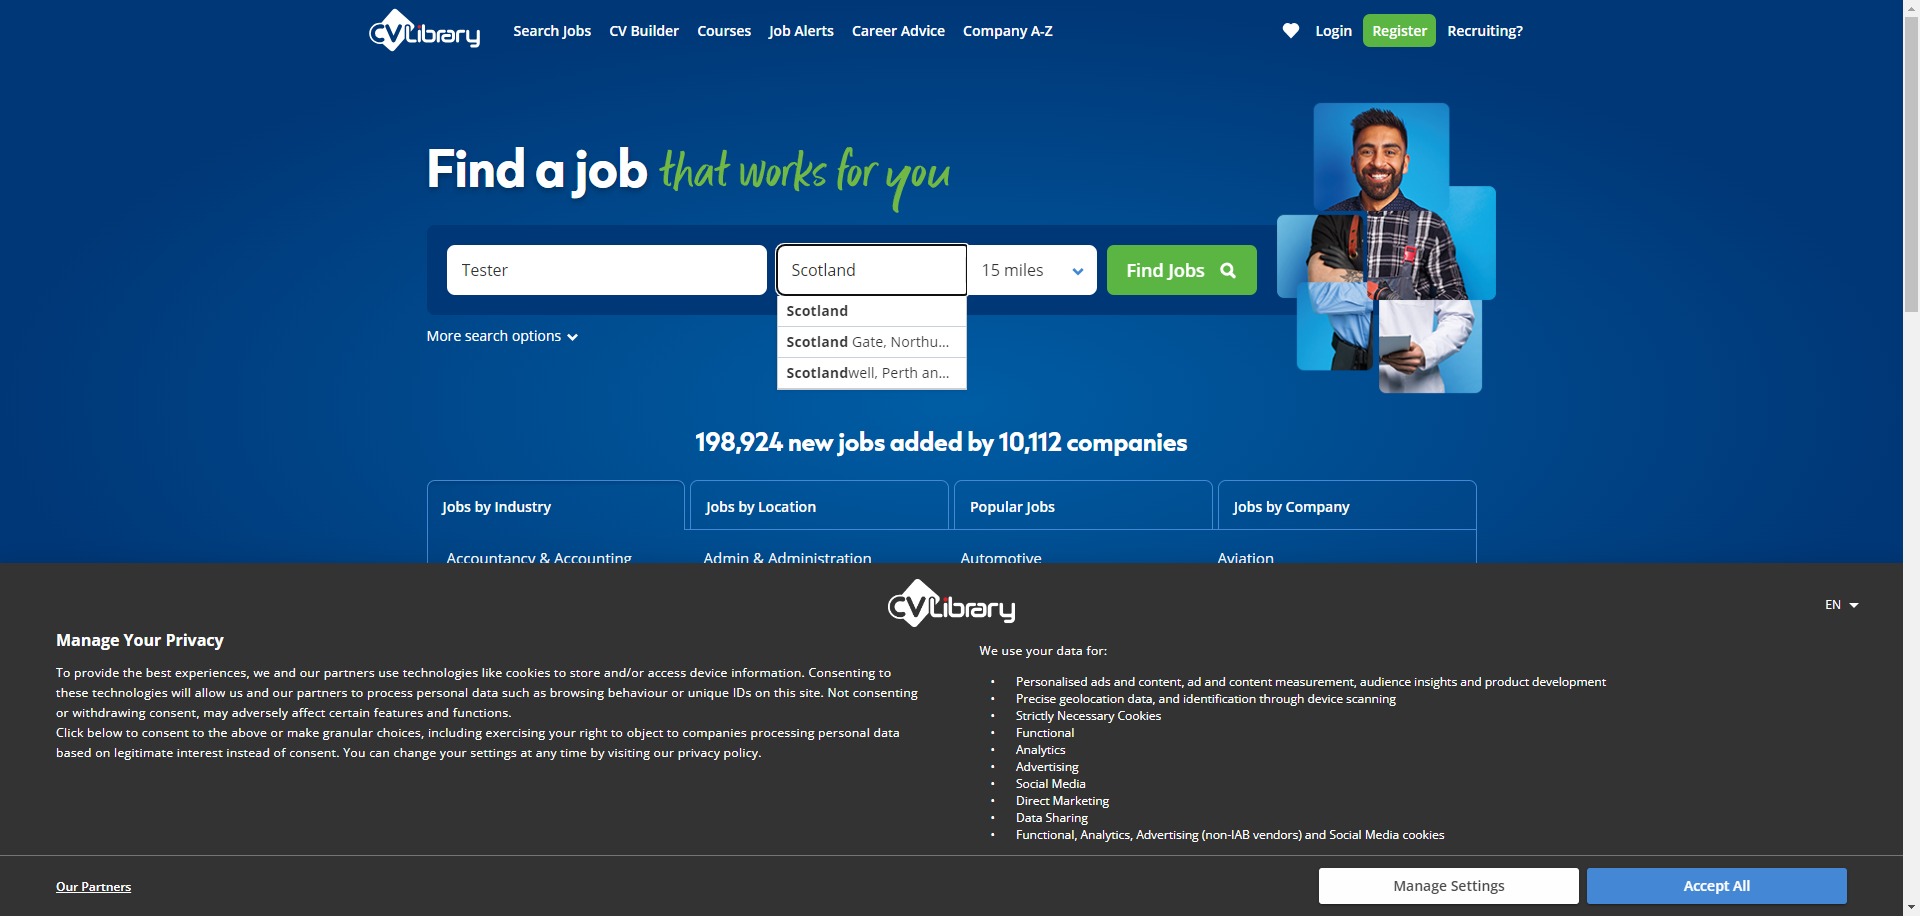 CV Library
Search Jobs
CV Builder
Courses
Job Alerts
Career Advice
Company A-Z
Login
Register
Recruiting?
Find a job that works for you
Tester
Scotland
15 miles
Find Jobs
Scotland
Scotland Gate, Northu...
Scotlandwell, Perth an...
More search options
198,924 new jobs added by 10,112 companies
Jobs by Industry
Jobs by Location
Popular Jobs
Jobs by Company
Accountancy & Accounting
Admin & Administration
Automotive
Aviation
CV Library
EN
Manage Your Privacy
To provide the best experiences, we and our partners use technologies like cookies to store and/or access device information. Consenting to
these technologies will allow us and our partners to process personal data such as browsing behaviour or unique IDs on this site. Not consenting
or withdrawing consent, may adversely affect certain features and functions.
Click below to consent to the above or make granular choices, including exercising your right to object to companies processing personal data
based on legitimate interest instead of consent. You can change your settings at any time by visiting our privacy policy.
We use your data for:
• Personalised ads and content, ad and content measurement, audience insights and product development
• Precise geolocation data, and identification through device scanning
• Strictly Necessary Cookies
• Functional
• Analytics
• Advertising
• Social Media
• Direct Marketing
• Data Sharing
• Functional, Analytics, Advertising (non-IAB vendors) and Social Media cookies
Our Partners
Manage Settings
Accept All